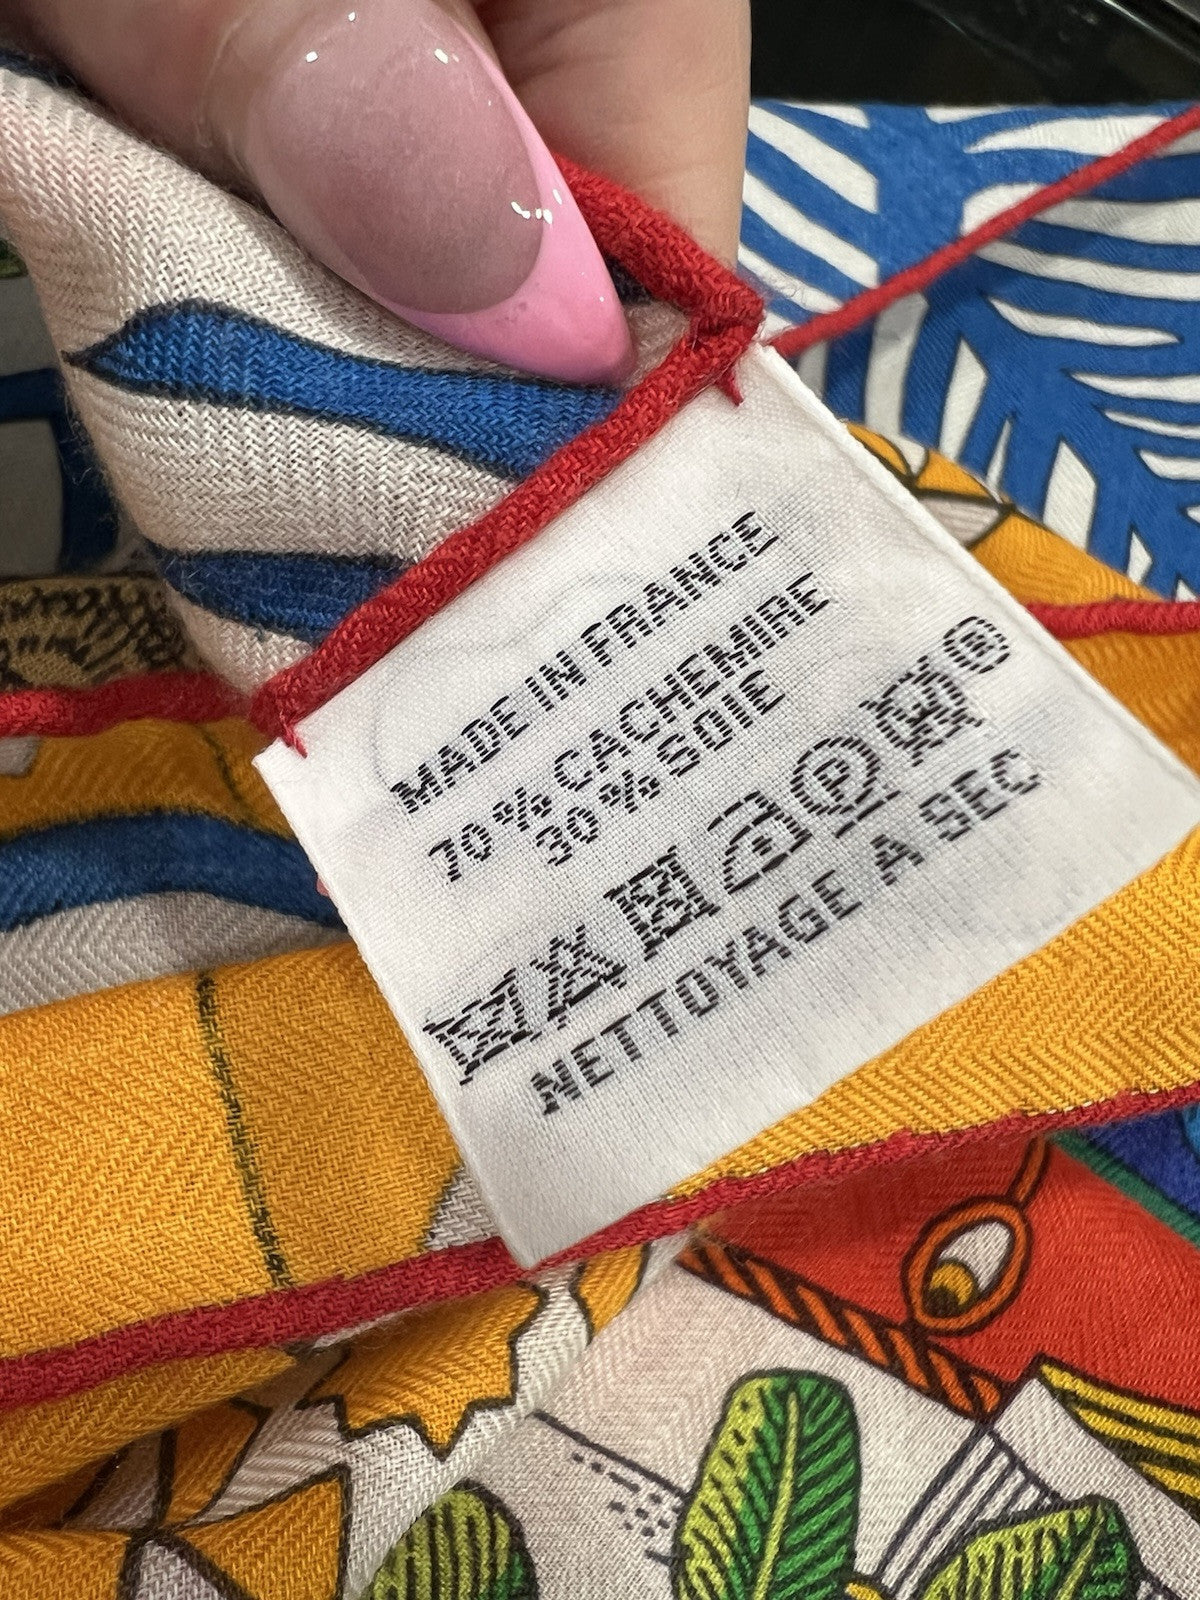 MADE IN FRANCE
70 % CACHEMIRE
30 % SOIE
P ®
NETTOYAGE A SEC